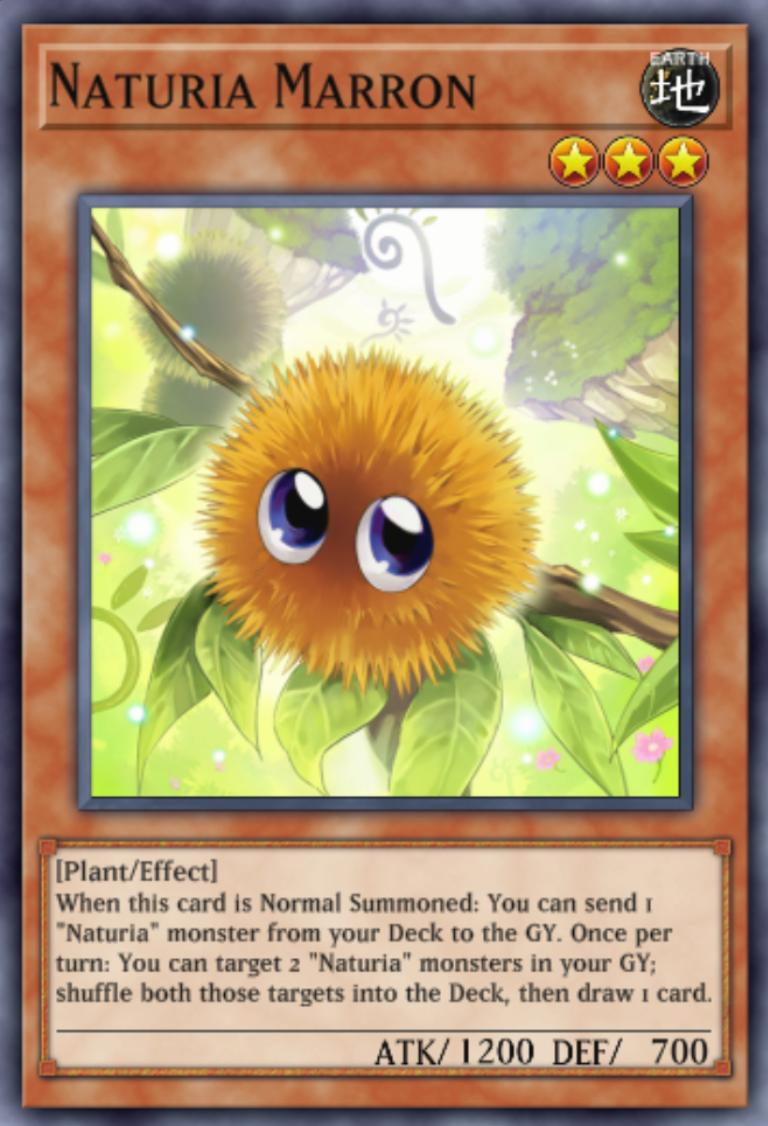 Naturia Marron
EARTH
地
[Plant/Effect]
When this card is Normal Summoned: You can send 1
"Naturia" monster from your Deck to the GY. Once per
turn: You can target 2 "Naturia" monsters in your GY;
shuffle both those targets into the Deck, then draw 1 card.
ATK/ 1200 DEF/ 700